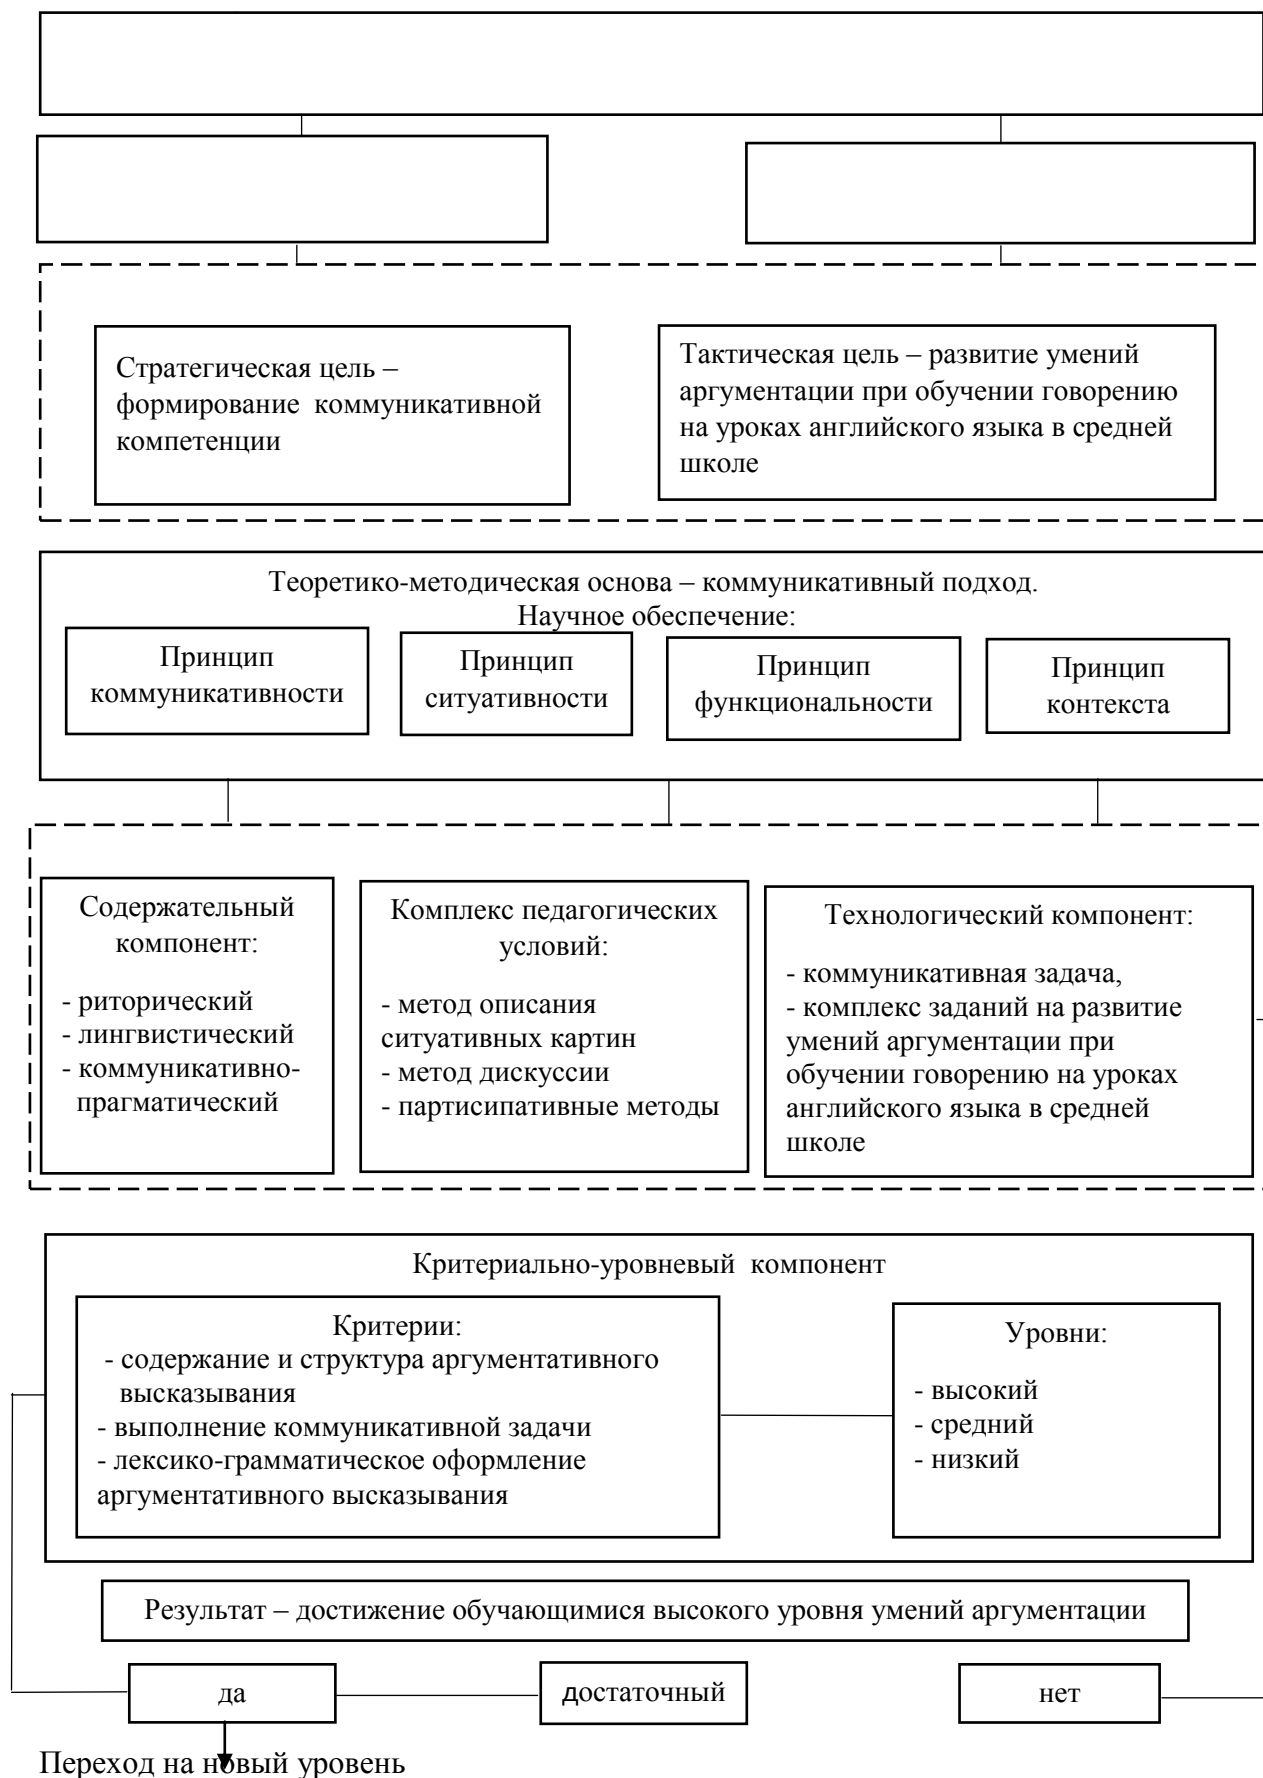 Стратегическая цель –
формирование коммуникативной
компетенции
Тактическая цель – развитие умений
аргументации при обучении говорению
на уроках английского языка в средней
школе
Теоретико-методическая основа – коммуникативный подход.
Научное обеспечение:
Принцип
коммуникативности
Принцип
ситуативности
Принцип
функциональности
Принцип
контекста
Содержательный
компонент:
- риторический
- лингвистический
- коммуникативно-
прагматический
Комплекс педагогических
условий:
- метод описания
ситуативных картин
- метод дискуссии
- партисипативные методы
Технологический компонент:
- коммуникативная задача,
- комплекс заданий на развитие
умений аргументации при
обучении говорению на уроках
английского языка в средней
школе
Критериально-уровневый компонент
Критерии:
- содержание и структура аргументативного
высказывания
- выполнение коммуникативной задачи
- лексико-грамматическое оформление
аргументативного высказывания
Уровни:
- высокий
- средний
- низкий
Результат – достижение обучающимися высокого уровня умений аргументации
да
достаточный
нет
Переход на новый уровень